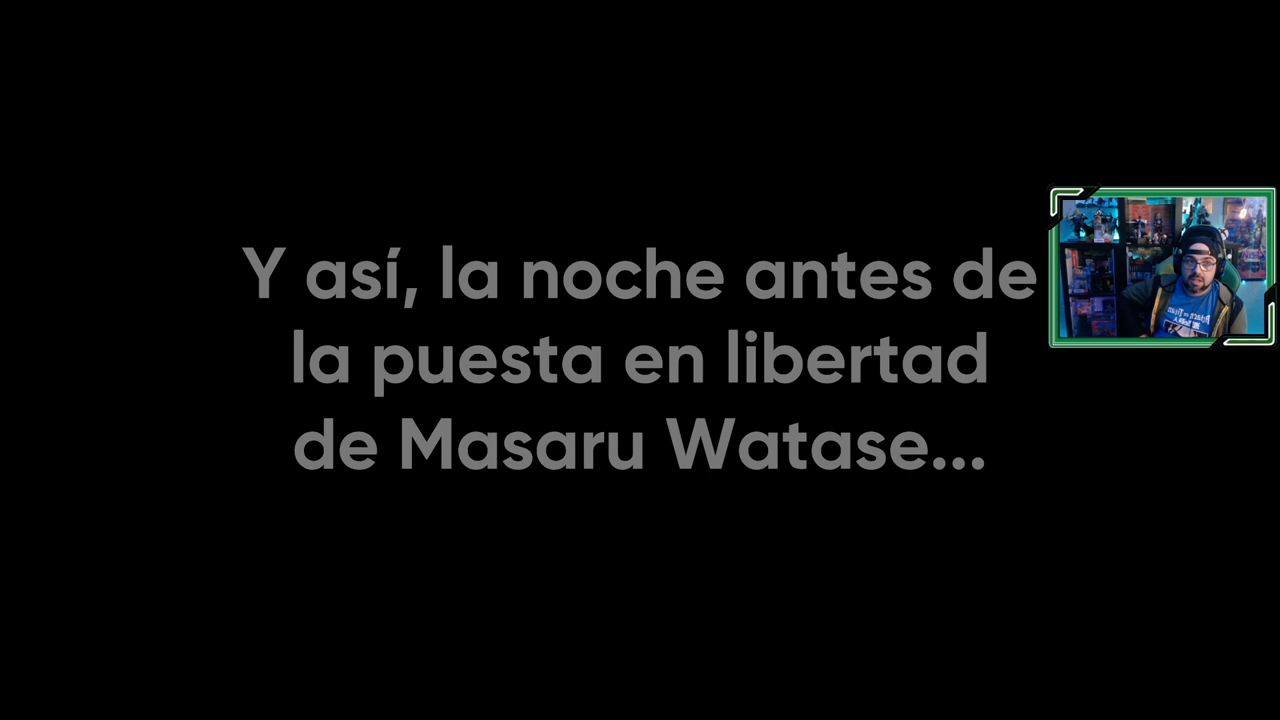 Y así, la noche antes de
la puesta en libertad
de Masaru Watase...